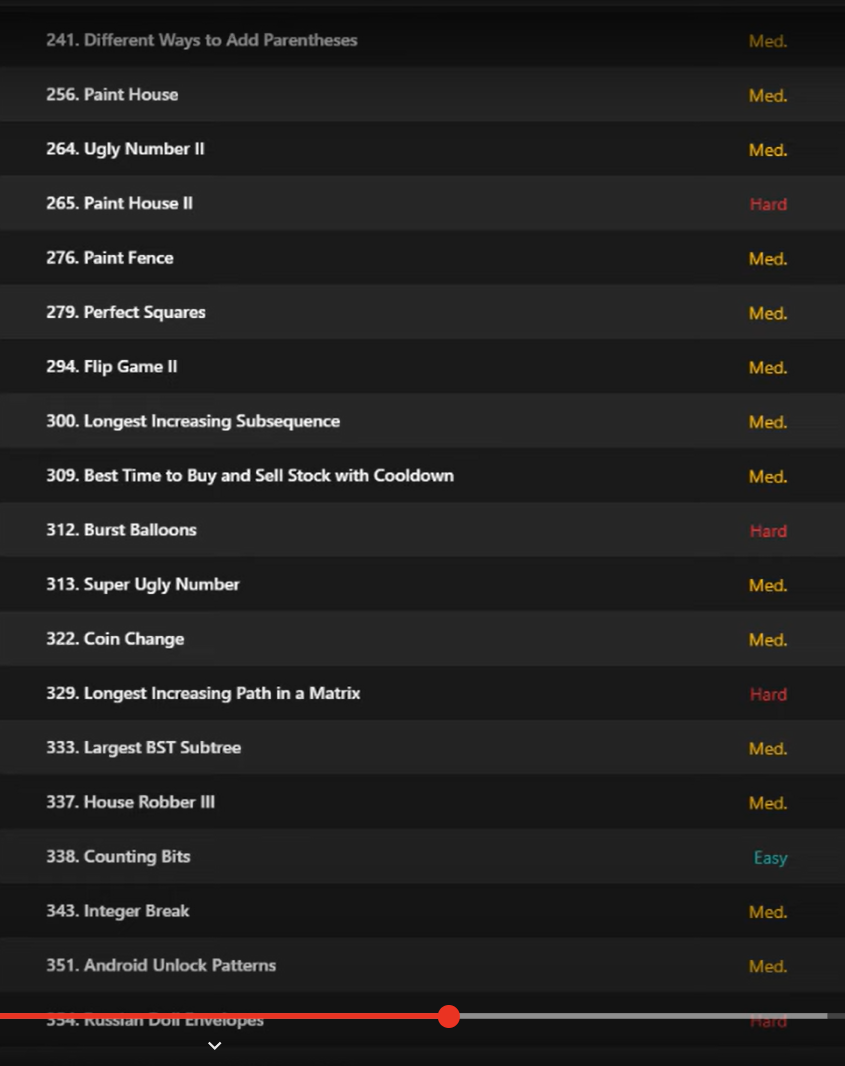 241. Different Ways to Add Parentheses Med.
256. Paint House Med.
264. Ugly Number II Med.
265. Paint House II Hard
276. Paint Fence Med.
279. Perfect Squares Med.
294. Flip Game II Med.
300. Longest Increasing Subsequence Med.
309. Best Time to Buy and Sell Stock with Cooldown Med.
312. Burst Balloons Hard
313. Super Ugly Number Med.
322. Coin Change Med.
329. Longest Increasing Path in a Matrix Hard
333. Largest BST Subtree Med.
337. House Robber III Med.
338. Counting Bits Easy
343. Integer Break Med.
351. Android Unlock Patterns Med.
354. Russian Doll Envelopes Hard